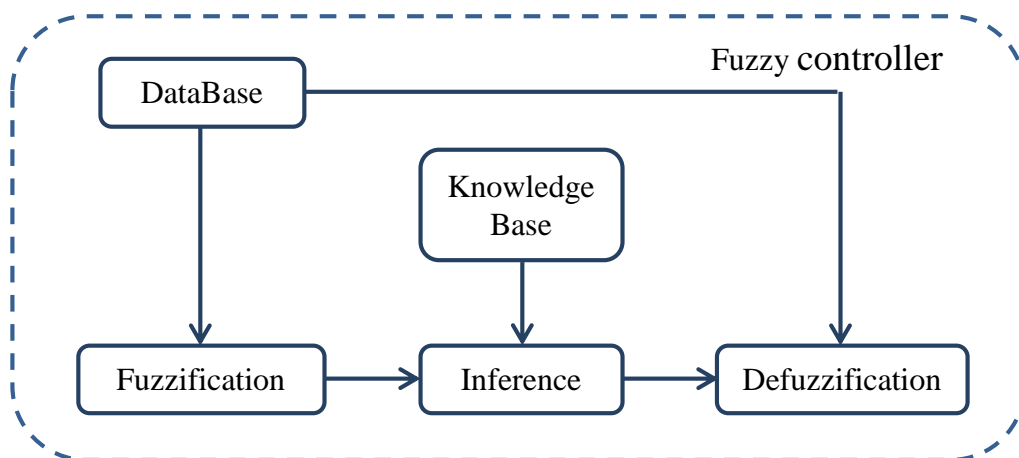 Fuzzy controller
DataBase
Knowledge
Base
Fuzzification
Inference
Defuzzification